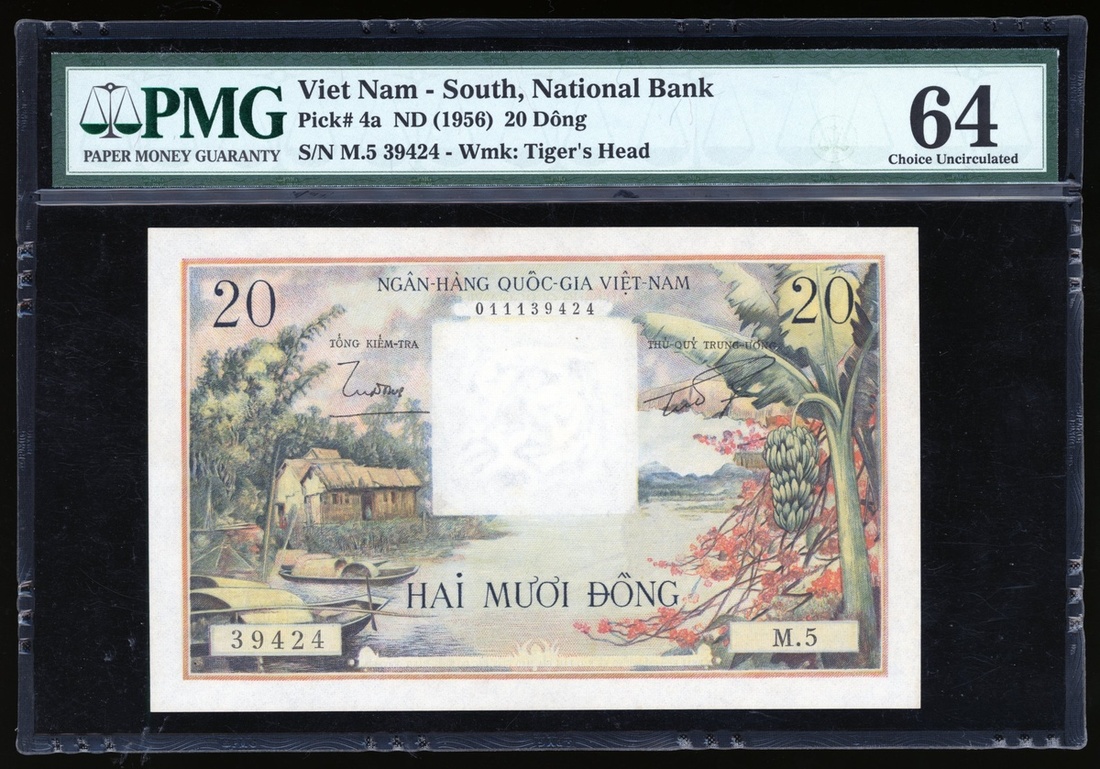 PMG
PAPER MONEY GUARANTY
Viet Nam - South, National Bank
Pick# 4a ND (1956) 20 Dông
S/N M.5 39424 - Wmk: Tiger's Head
64
Choice Uncirculated
20
NGÂN-HÀNG QUỐC-GIA VIỆT-NAM
20
011139424
TỔNG KIỂM-TRA
THỦ-QUỸ TRUNG-ƯƠNG
HAI MƯƠI ĐỒNG
39424
M.5